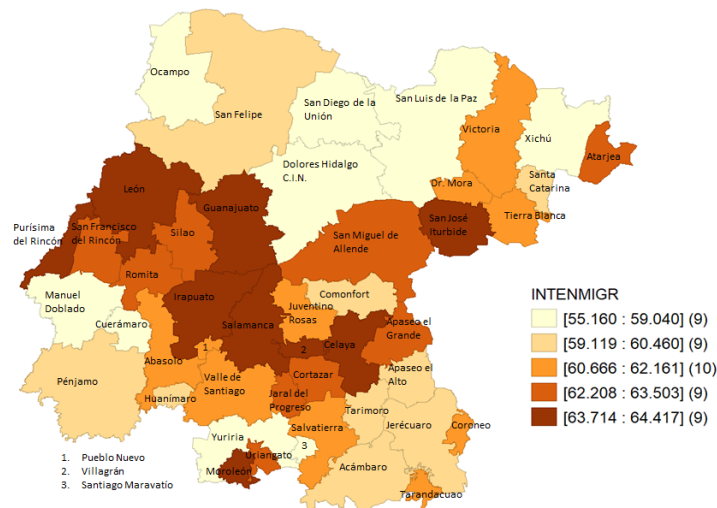 Ocampo
San Felipe
San Diego de la
Unión
San Luis de la Paz
Victoria
Xichú
Atarjea
Dolores Hidalgo
C.I.N.
Santa
Catarina
Dr. Mora
Tierra Blanca
León
Guanajuato
Purísima
del Rincón
San Francisco
del Rincón
Silao
San Miguel de
Allende
San José
Iturbide
Romita
Irapuato
Manuel
Doblado
Cuerámaro
Salamanca
Juventino
Rosas
Comonfort
Apaseo el
Grande
2
Celaya
1
Abasolo
Pénjamo
Valle de
Santiago
Cortazar
Apaseo el
Alto
Huanímaro
Jaral del
Progreso
Tarimoro
Jerécuaro
Coroneo
Salvatierra
Yuriria
3
Uriangato
Moroleón
Acámbaro
Tarandacuao
INTENMIGR
[55.160 : 59.040] (9)
[59.119 : 60.460] (9)
[60.666 : 62.161] (10)
[62.208 : 63.503] (9)
[63.714 : 64.417] (9)
1. Pueblo Nuevo
2. Villagrán
3. Santiago Maravatío